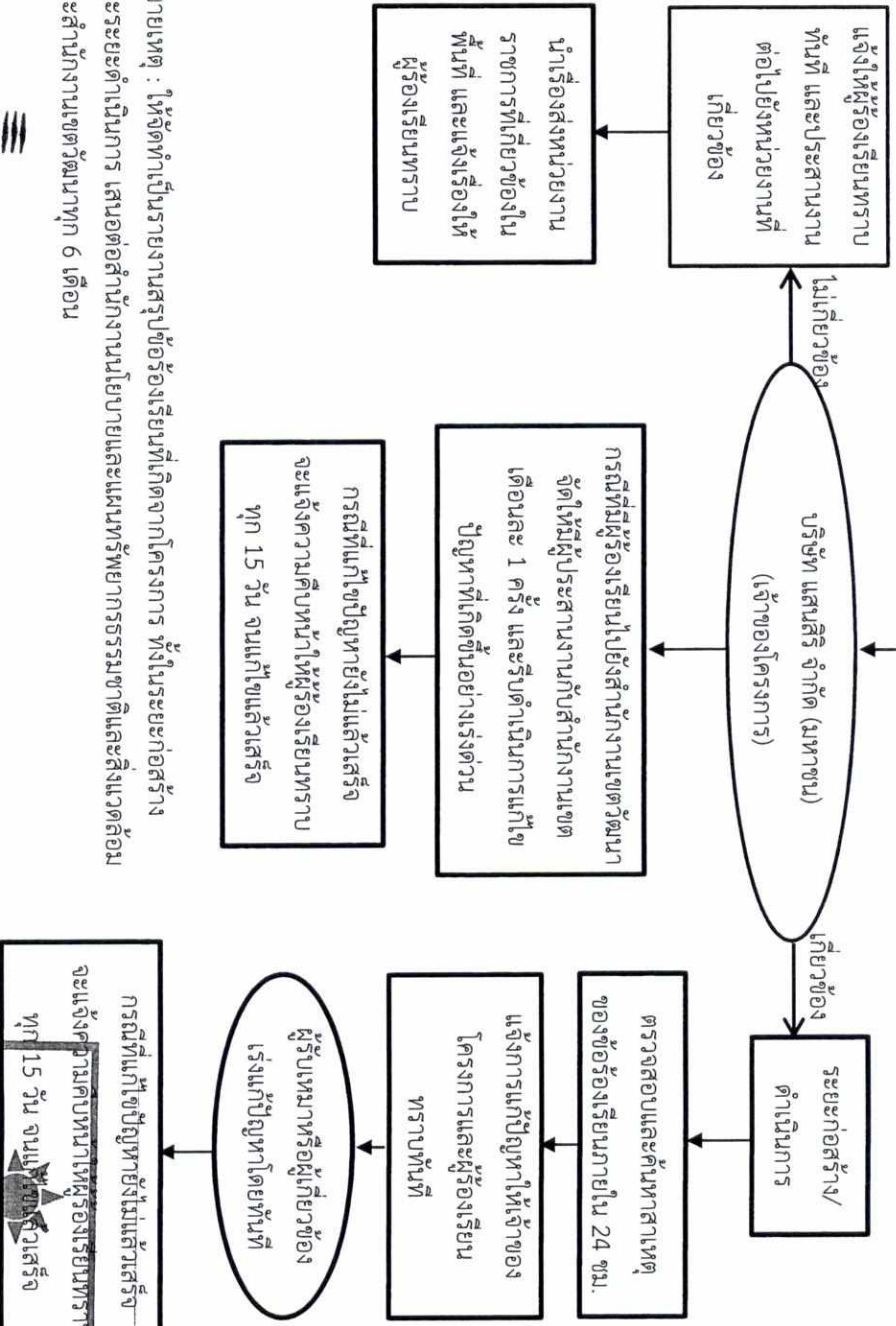 บริษัท แสนสิริ จำกัด (มหาชน)
(เจ้าของโครงการ)
ไม่เกี่ยวข้อง
เกี่ยวข้อง
แจ้งให้ผู้ร้องเรียนทราบ
ทันที และประสานงาน
ต่อไปยังหน่วยงานที่
เกี่ยวข้อง
นำเรื่องส่งหน่วยงาน
ราชการที่เกี่ยวข้องใน
พื้นที่ และแจ้งเรื่องให้
ผู้ร้องเรียนทราบ
กรณีที่มีผู้ร้องเรียนไปยังสำนักงานเขตวัฒนา
จัดให้มีผู้ประสานงานกับสำนักงานเขต
เดือนละ 1 ครั้ง และรีบดำเนินการแก้ไข
ปัญหาที่เกิดขึ้นอย่างเร่งด่วน
กรณีที่แก้ไขปัญหายังไม่แล้วเสร็จ
จะแจ้งความคืบหน้าให้ผู้ร้องเรียนทราบ
ทุก 15 วัน จนแก้ไขแล้วเสร็จ
ระยะก่อสร้าง/
ดำเนินการ
ตรวจสอบและค้นหาสาเหตุ
ของข้อร้องเรียนภายใน 24 ชม.
แจ้งการแก้ปัญหาให้เจ้าของ
โครงการและผู้ร้องเรียน
ทราบทันที
ผู้รับเหมาหรือผู้เกี่ยวข้อง
เร่งแก้ปัญหาโดยทันที
กรณีที่แก้ไขปัญหายังไม่แล้วเสร็จ
จะแจ้งความคืบหน้าให้ผู้ร้องเรียนทรา
ทุก 15 วัน จนแก้ไขแล้วเสร็จ
ายเหตุ : ให้จัดทำเป็นรายงานสรุปข้อร้องเรียนที่เกิดจากโครงการ ทั้งในระยะก่อสร้าง
ะระยะดำเนินการ เสนอต่อสำนักงานนโยบายและแผนทรัพยากรธรรมชาติและสิ่งแวดล้อม
ะสำนักงานเขตวัฒนาทุก 6 เดือน